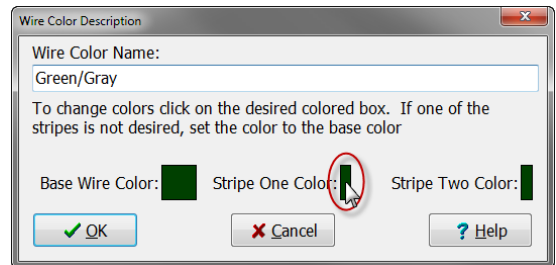 Wire Color Description
Wire Color Name:
Green/Gray
To change colors click on the desired colored box.  If one of the
stripes is not desired, set the color to the base color
Base Wire Color: Stripe One Color: Stripe Two Color:
OK Cancel ? Help